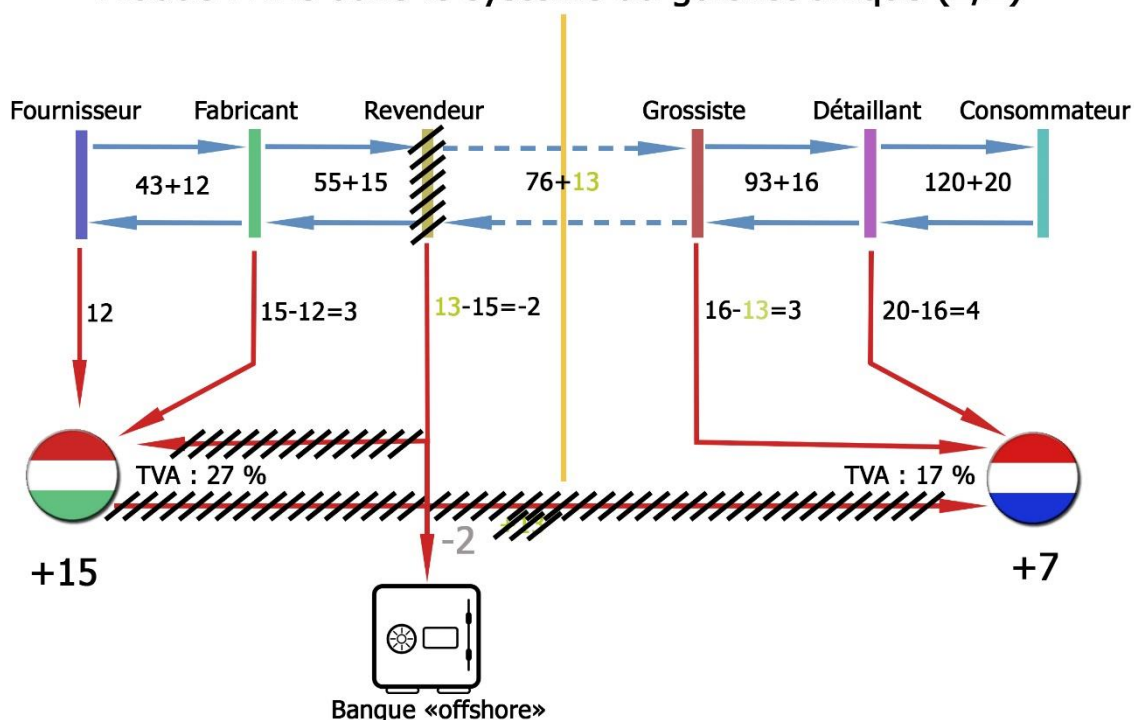 Fournisseur
Fabricant
Revendeur
Grossiste
Détaillant
Consommateur
43+12
55+15
76+13
93+16
120+20
12
15-12=3
13-15=-2
16-13=3
20-16=4
TVA : 27 %
TVA : 17 %
-2
+15
+7
Banque «offshore»